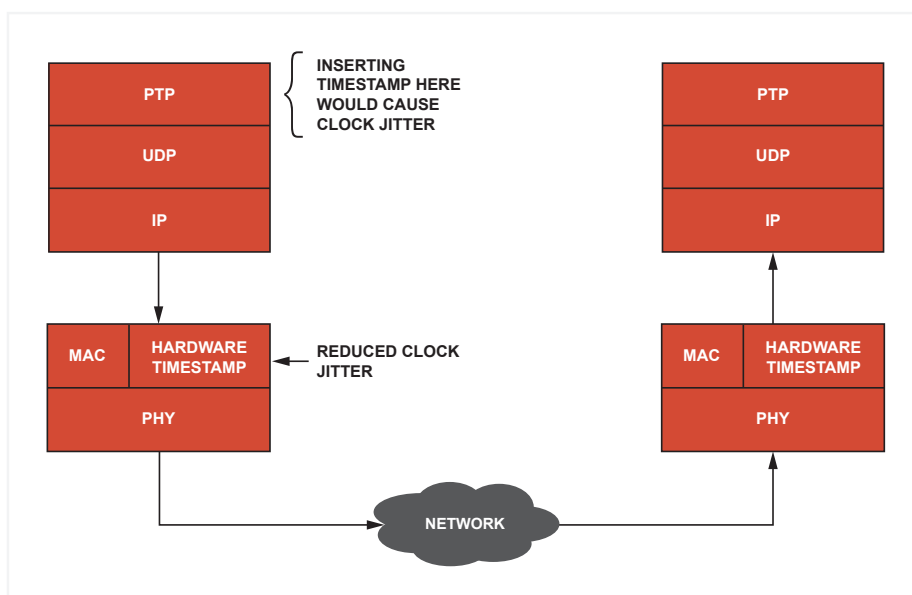 PTP
UDP
IP
INSERTING
TIMESTAMP HERE
WOULD CAUSE
CLOCK JITTER
PTP
UDP
IP
MAC
HARDWARE
TIMESTAMP
PHY
REDUCED CLOCK
JITTER
MAC
HARDWARE
TIMESTAMP
PHY
NETWORK